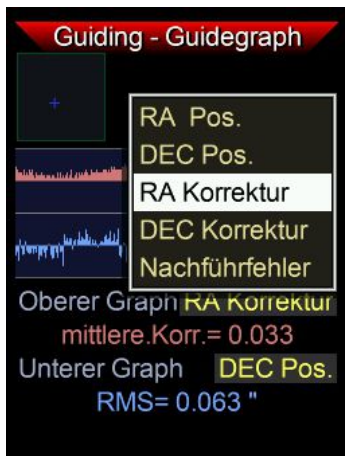 Guiding - Guidegraph
RA Pos.
DEC Pos.
RA Korrektur
DEC Korrektur
Nachführfehler
Oberer Graph RA Korrektur
mittlere.Korr.= 0.033
Unterer Graph DEC Pos.
RMS= 0.063 "